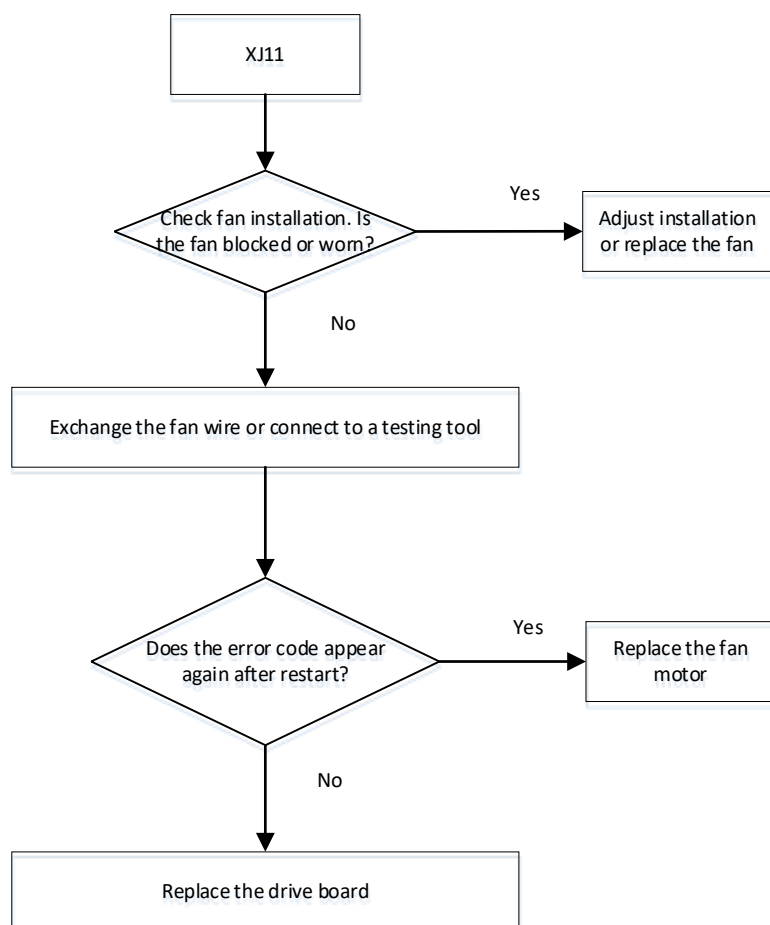 XJ11
Check fan installation. Is
the fan blocked or worn?
Yes
Adjust installation
or replace the fan
No
Exchange the fan wire or connect to a testing tool
Does the error code appear
again after restart?
Yes
Replace the fan
motor
No
Replace the drive board